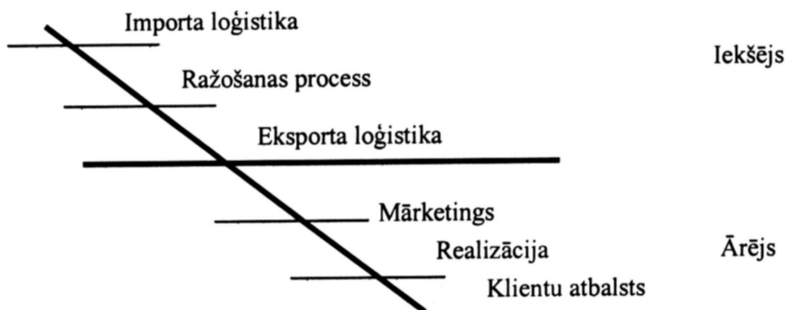 Importa loģistika
Iekšējs
Ražošanas process
Eksporta loģistika
Mārketings
Realizācija
Ārējs
Klientu atbalsts